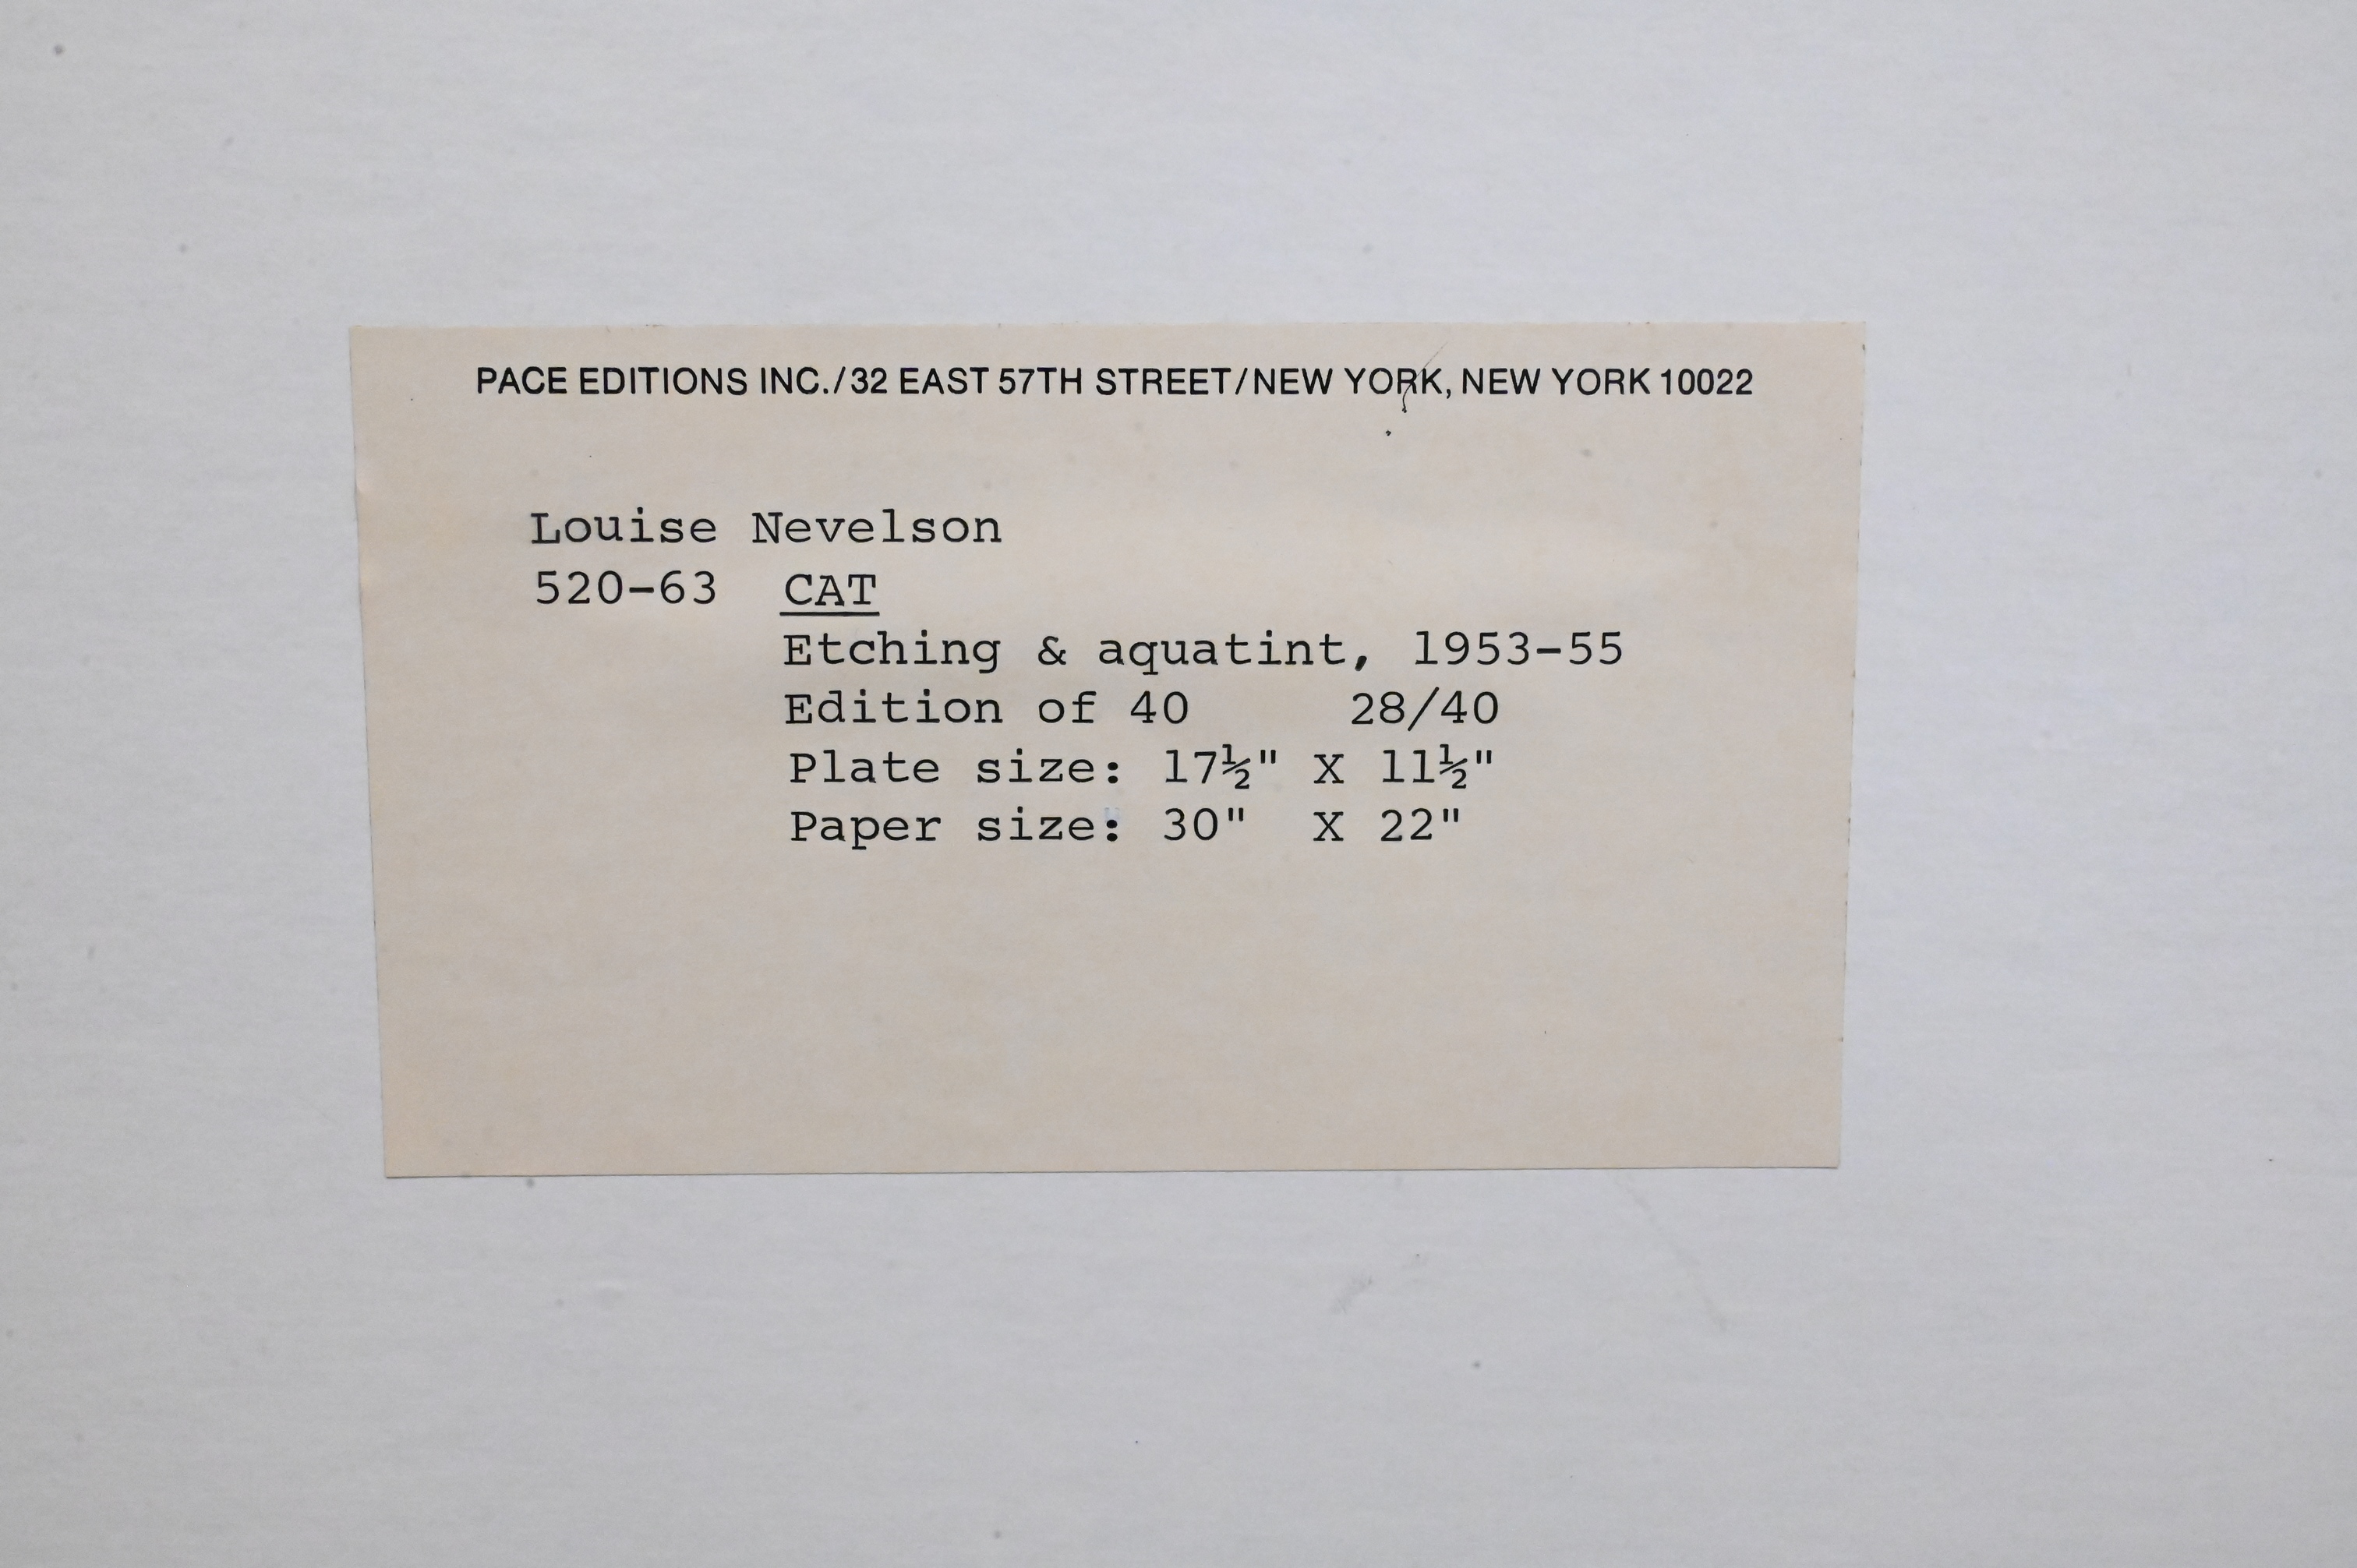 PACE EDITIONS INC./32 EAST 57TH STREET/NEW YORK, NEW YORK 10022
Louise Nevelson
520-63 CAT
Etching & aquatint, 1953-55
Edition of 40 28/40
Plate size: 17½" X 11½"
Paper size: 30" X 22"